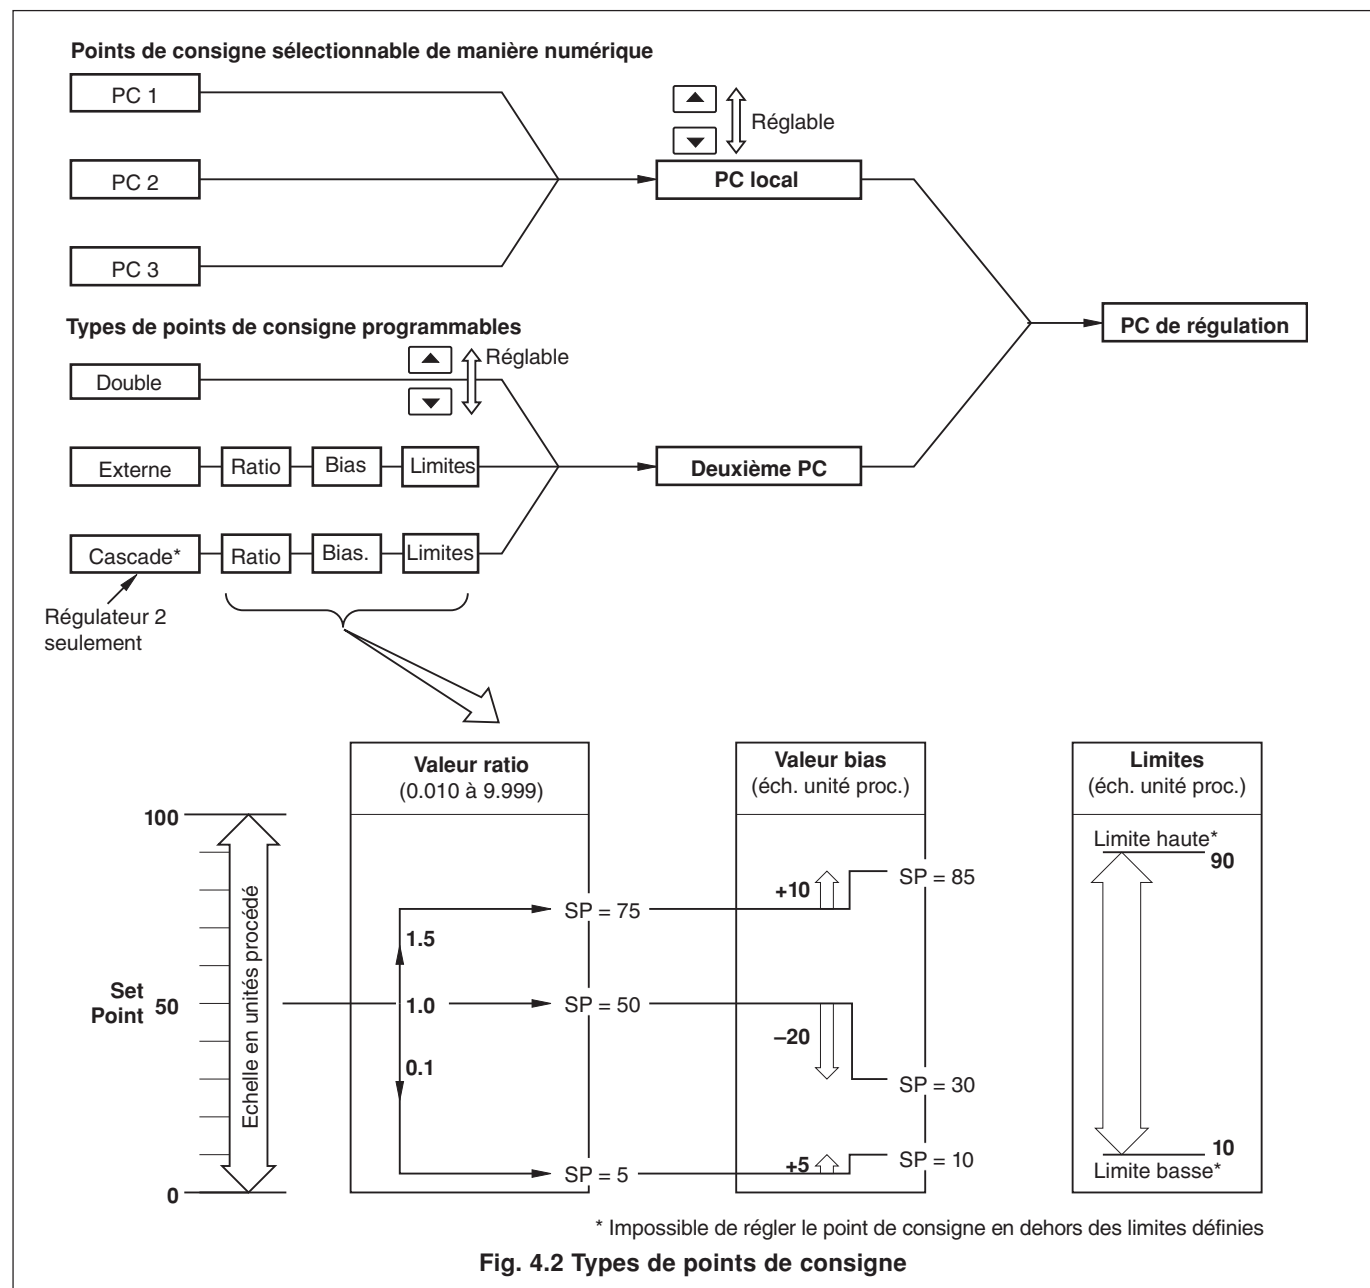 Points de consigne sélectionnable de manière numérique
PC 1
Réglable
PC 2
PC local
PC 3
Types de points de consigne programmables
PC de régulation
Réglable
Double
Externe
Ratio
Bias
Limites
Deuxième PC
Cascade*
Ratio
Bias.
Limites
Régulateur 2
seulement
Valeur ratio
(0.010 à 9.999)
Valeur bias
(éch. unité proc.)
Limites
(éch. unité proc.)
100
Set
Point
50
0
Echelle en unités procédé
1.5
1.0
0.1
SP = 75
SP = 50
SP = 5
+10
–20
+5
SP = 85
SP = 30
SP = 10
Limite haute*
90
10
Limite basse*
* Impossible de régler le point de consigne en dehors des limites définies
Fig. 4.2 Types de points de consigne